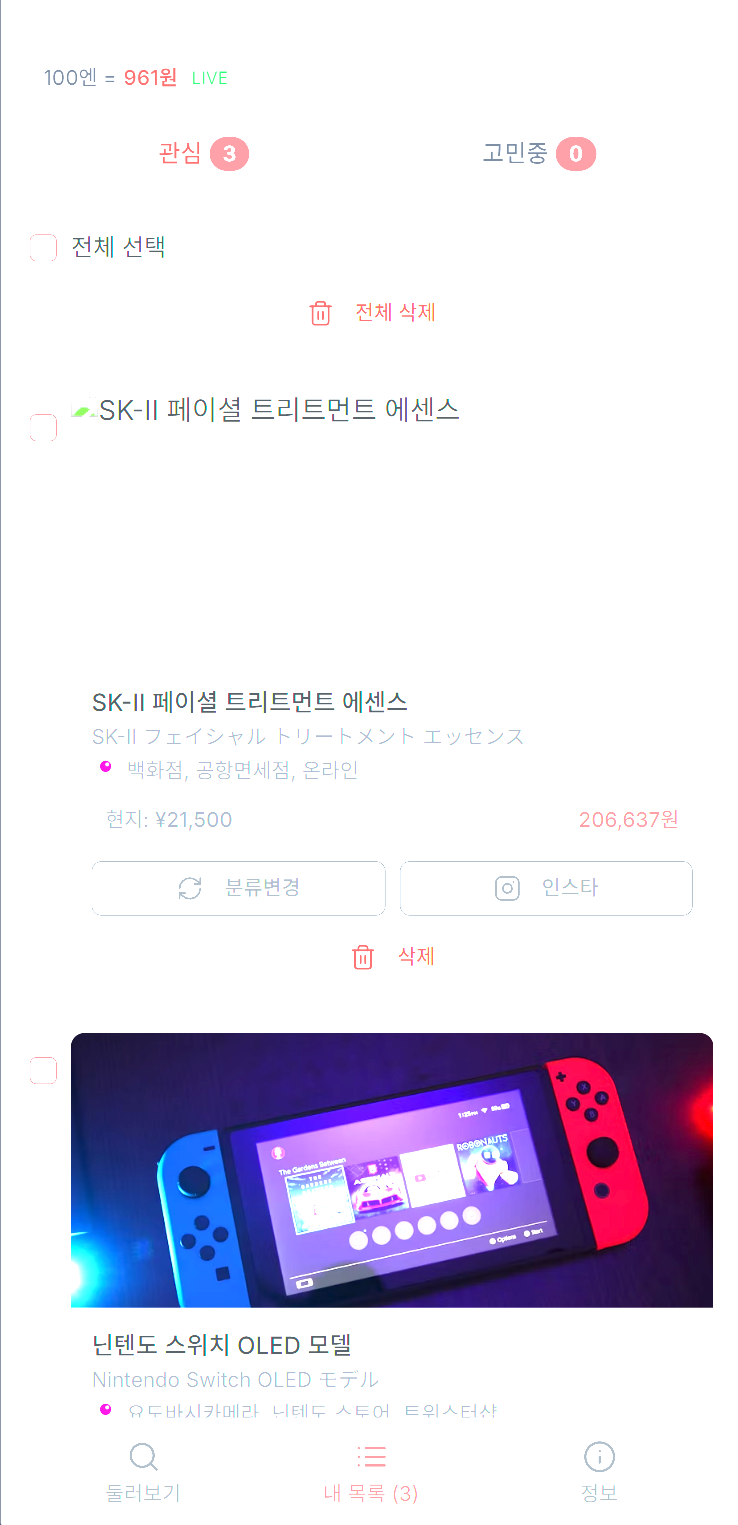 100엔 = 961원 LIVE
관심 3
고민중 0
전체 선택
전체 삭제
SK-II 페이셜 트리트먼트 에센스
SK-II 페이셜 트리트먼트 에센스
SK-II フェイシャル トリートメント エッセンス
백화점, 공항면세점, 온라인
현지: ¥21,500 206,637원
분류변경 인스타
삭제
1:25
The Gardens Between
ROBONAUTS
Options Start
닌텐도 스위치 OLED 모델
Nintendo Switch OLED モデル
요도바시카메라, 닌텐도 스토어, 트위스터샵
둘러보기 내 목록 (3) 정보